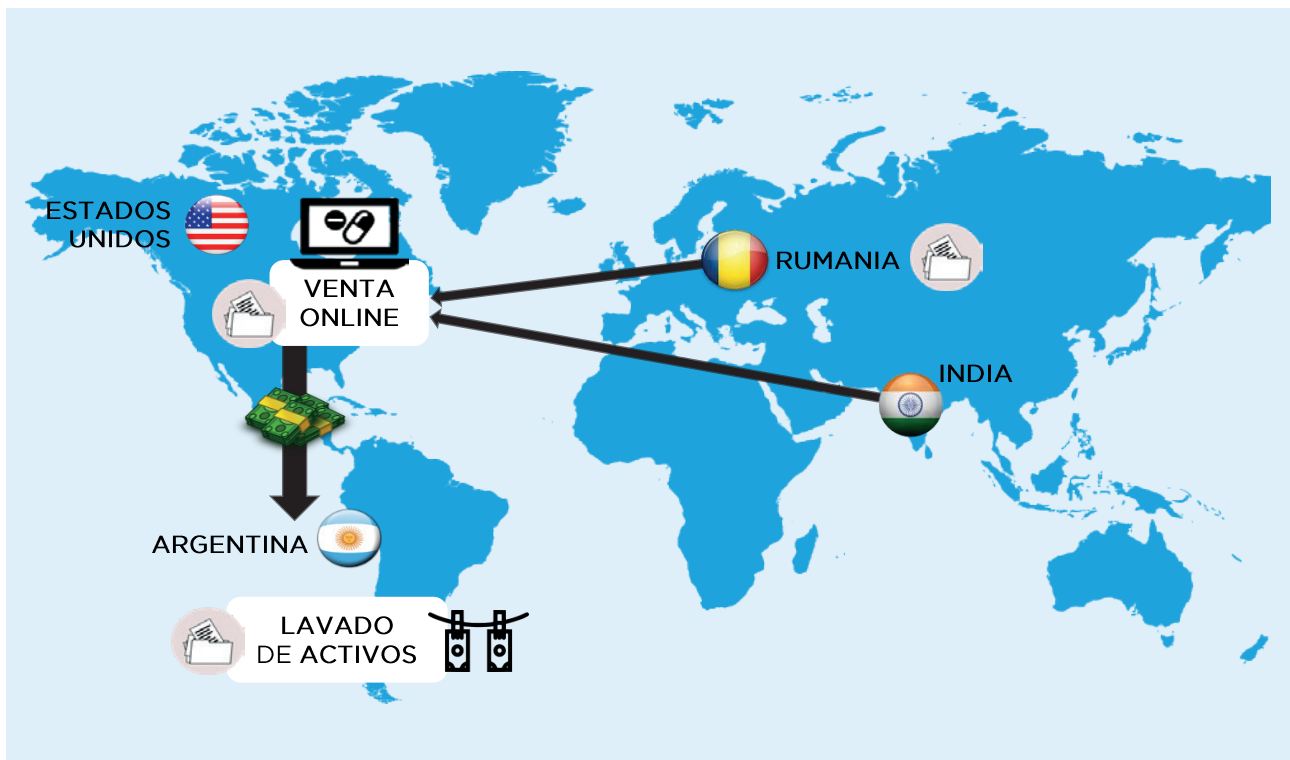 ESTADOS
UNIDOS
VENTA
ONLINE
RUMANIA
INDIA
ARGENTINA
LAVADO
DE ACTIVOS